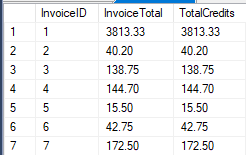 InvoiceID InvoiceTotal TotalCredits
1 1 3813.33 3813.33
2 2 40.20 40.20
3 3 138.75 138.75
4 4 144.70 144.70
5 5 15.50 15.50
6 6 42.75 42.75
7 7 172.50 172.50